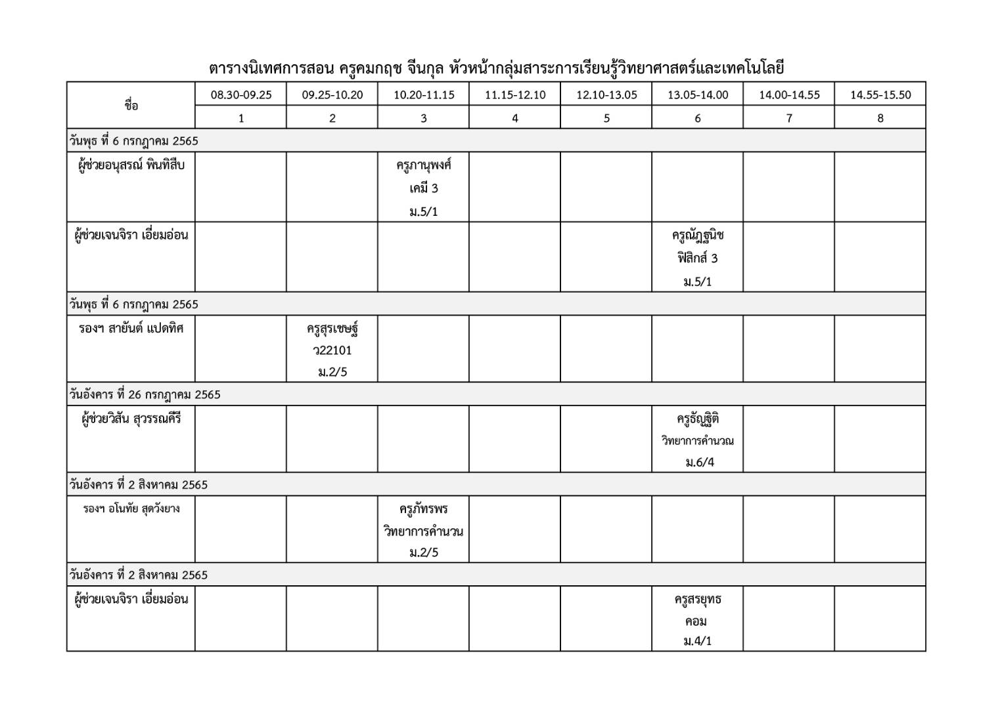 ตารางนิเทศการสอน ครูคมกฤช จีนกุล หัวหน้ากลุ่มสาระการเรียนรู้วิทยาศาสตร์และเทคโนโลยี
ชื่อ 08.30-09.25 09.25-10.20 10.20-11.15 11.15-12.10 12.10-13.05 13.05-14.00 14.00-14.55 14.55-15.50
1 2 3 4 5 6 7 8
วันพุธ ที่ 6 กรกฎาคม 2565
ผู้ช่วยอนุสรณ์ พินทิสืบ ครูภานุพงศ์
เคมี 3
ม.5/1
ผู้ช่วยเจนจิรา เอี่ยมอ่อน ครูณัฎฐนิช
ฟิสิกส์ 3
ม.5/1
วันพุธ ที่ 6 กรกฎาคม 2565
รองฯ สายันต์ แปดทิศ ครูสุรเชษฐ์
ว22101
ม.2/5
วันอังคาร ที่ 26 กรกฎาคม 2565
ผู้ช่วยวิสัน สุวรรณคีรี ครูธัญฐิติ
วิทยาการคำนวณ
ม.6/4
วันอังคาร ที่ 2 สิงหาคม 2565
รองฯ อโนทัย สุดวังยาง ครูภัทรพร
วิทยาการคำนวน
ม.2/5
วันอังคาร ที่ 2 สิงหาคม 2565
ผู้ช่วยเจนจิรา เอี่ยมอ่อน ครูสรยุทธ
คอม
ม.4/1